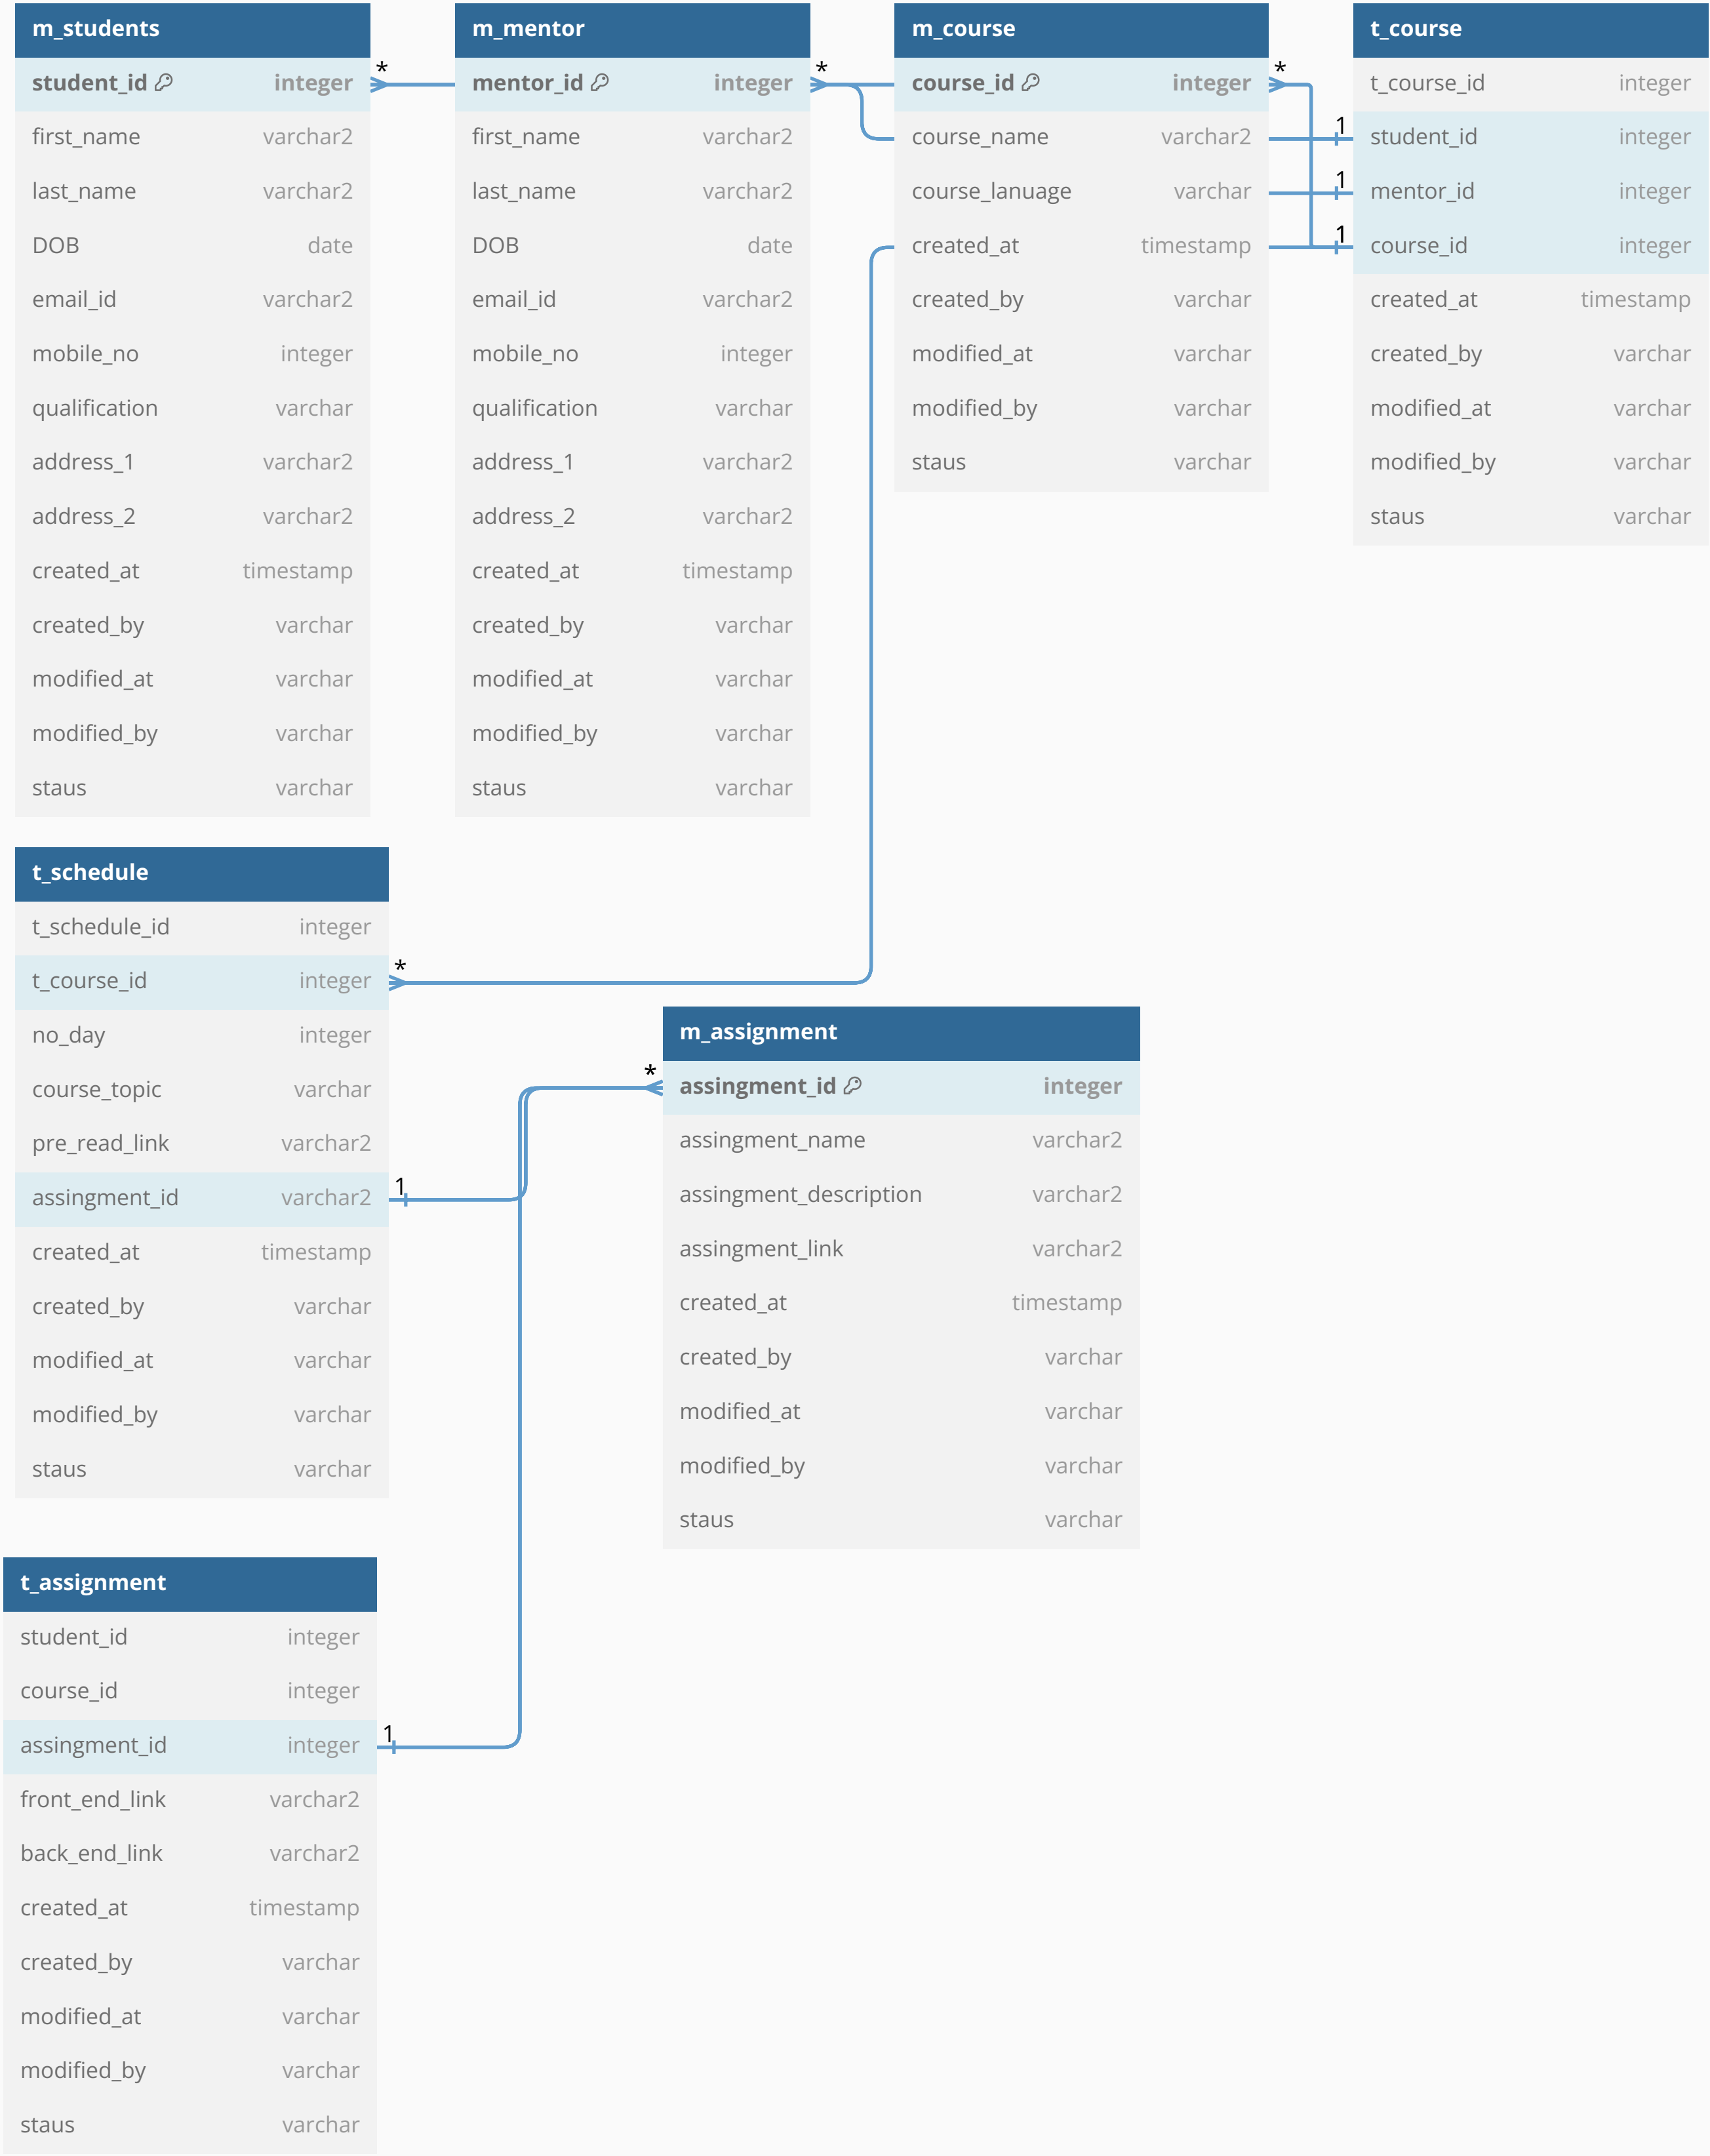 m_students
student_id integer
first_name varchar2
last_name varchar2
DOB date
email_id varchar2
mobile_no integer
qualification varchar
address_1 varchar2
address_2 varchar2
created_at timestamp
created_by varchar
modified_at varchar
modified_by varchar
staus varchar
*
m_mentor
mentor_id integer
first_name varchar2
last_name varchar2
DOB date
email_id varchar2
mobile_no integer
qualification varchar
address_1 varchar2
address_2 varchar2
created_at timestamp
created_by varchar
modified_at varchar
modified_by varchar
staus varchar
*
m_course
course_id integer
course_name varchar2
course_lanuage varchar
created_at timestamp
created_by varchar
modified_at varchar
modified_by varchar
staus varchar
*
1
1
1
t_course
t_course_id integer
student_id integer
mentor_id integer
course_id integer
created_at timestamp
created_by varchar
modified_at varchar
modified_by varchar
staus varchar
t_schedule
t_schedule_id integer
t_course_id integer
no_day integer
course_topic varchar
pre_read_link varchar2
assingment_id varchar2
created_at timestamp
created_by varchar
modified_at varchar
modified_by varchar
staus varchar
*
1
m_assignment
*
assingment_id integer
assingment_name varchar2
assingment_description varchar2
assingment_link varchar2
created_at timestamp
created_by varchar
modified_at varchar
modified_by varchar
staus varchar
t_assignment
student_id integer
course_id integer
assingment_id integer
front_end_link varchar2
back_end_link varchar2
created_at timestamp
created_by varchar
modified_at varchar
modified_by varchar
staus varchar
1